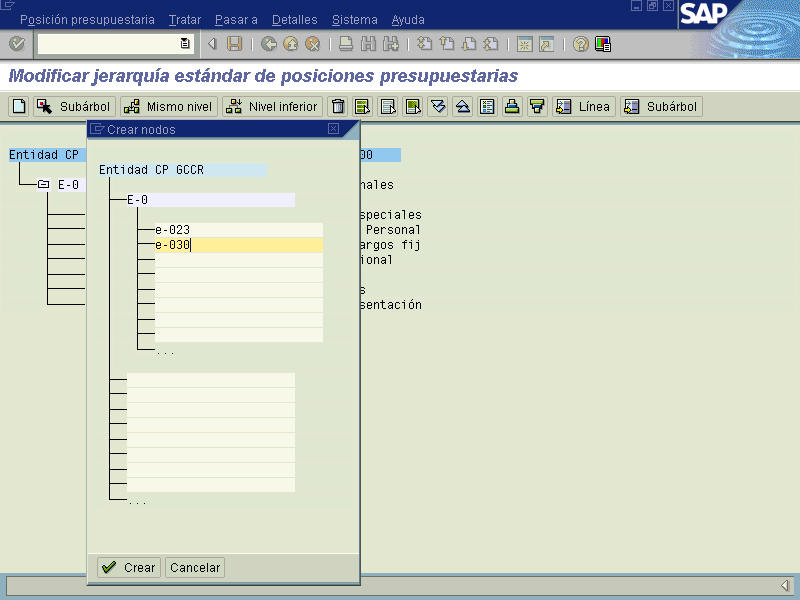 Posición presupuestaria Tratar Pasar a Detalles Sistema Ayuda
SAP
Modificar jerarquía estándar de posiciones presupuestarias
Subárbol Mismo nivel Nivel inferior Línea Subárbol
Crear nodos
Entidad CP 00
Entidad CP GCCR
E-0 nales
E-0
speciales
e-023 Personal
e-030 argos fij
ional
s
sentación
...
...
Crear Cancelar